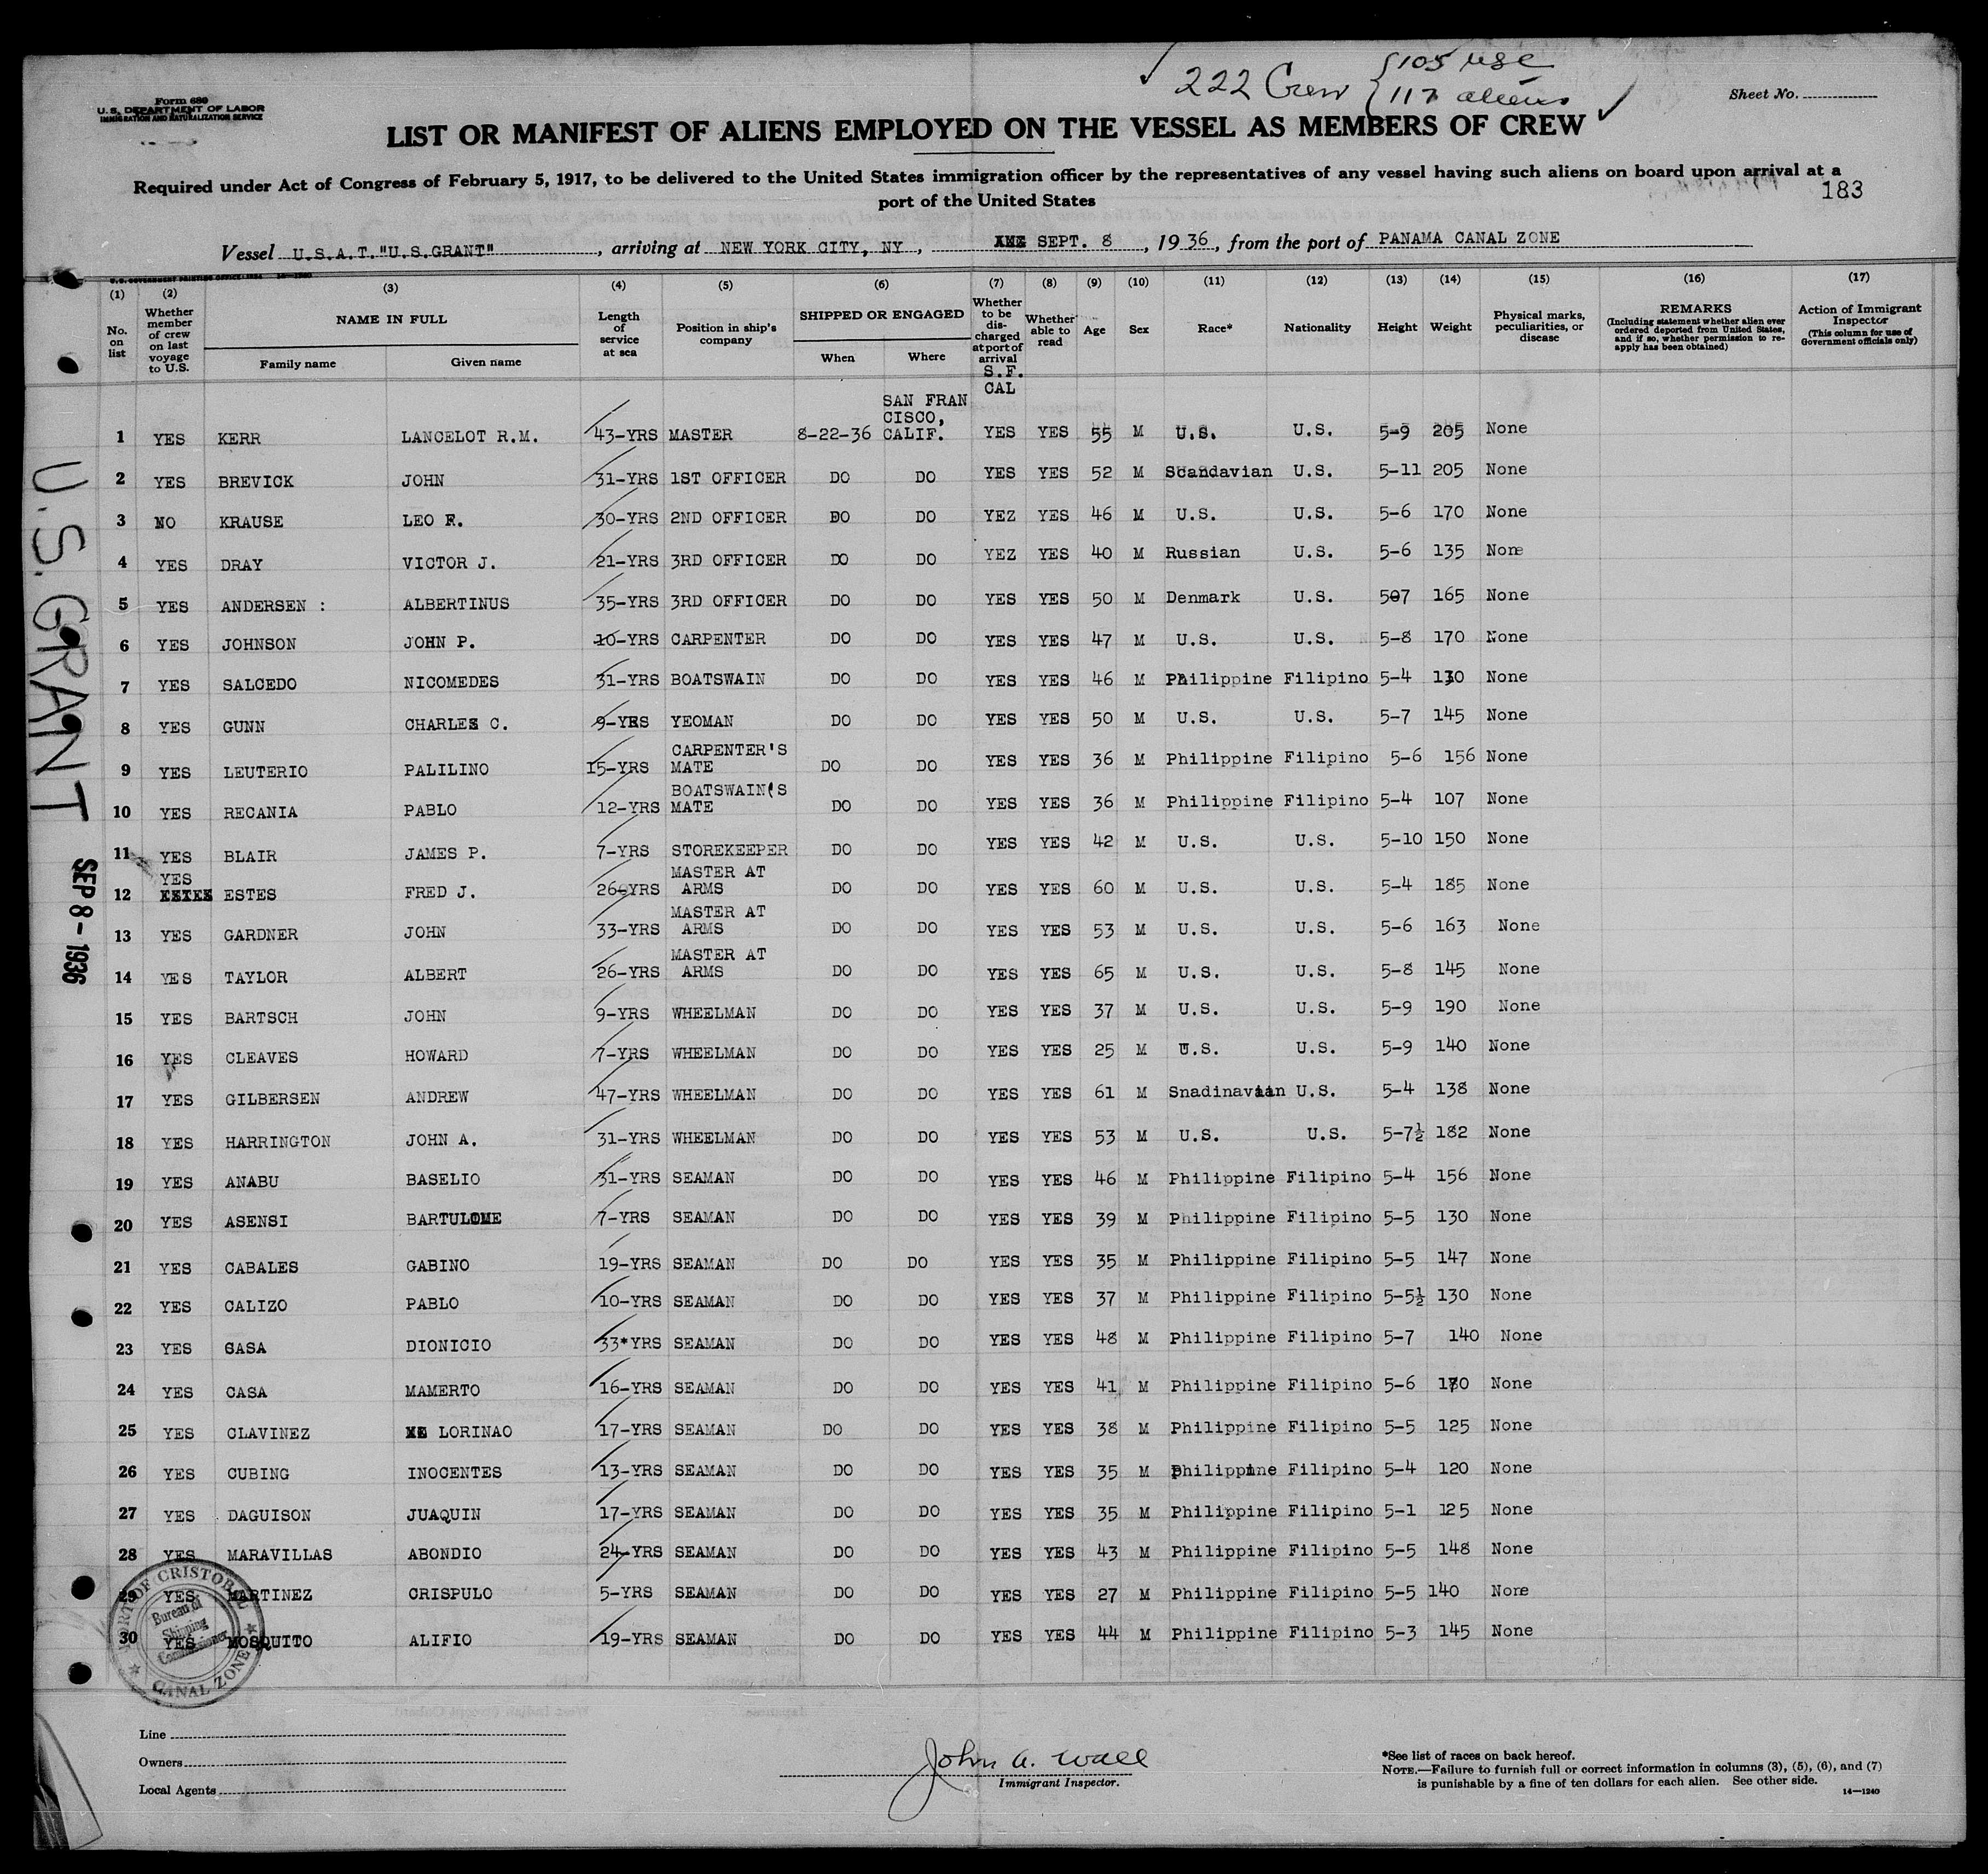 222 Crew { 105 USC
117 aliens
Form 680
U. S. DEPARTMENT OF LABOR
IMMIGRATION AND NATURALIZATION SERVICE
Sheet No.
LIST OR MANIFEST OF ALIENS EMPLOYED ON THE VESSEL AS MEMBERS OF CREW
Required under Act of Congress of February 5, 1917, to be delivered to the United States immigration officer by the representatives of any vessel having such aliens on board upon arrival at a
port of the United States
183
Vessel U.S.A.T."U.S.GRANT", arriving at NEW YORK CITY, NY, SEPT. 8, 1936, from the port of PANAMA CANAL ZONE
(1) (2) (3) (4) (5) (6) (7) (8) (9) (10) (11) (12) (13) (14) (15) (16) (17)
No. on list
Whether member of crew on last voyage to U.S.
NAME IN FULL
Family name Given name
Length of service at sea
Position in ship's company
SHIPPED OR ENGAGED
When Where
Whether to be discharged at port of arrival
S.F. CAL
Whether able to read
Age
Sex
Race*
Nationality
Height
Weight
Physical marks, peculiarities, or disease
REMARKS
(Including statement whether alien ever ordered deported from United States, and if so, whether permission to reapply has been obtained)
Action of Immigrant Inspector
(This column for use of Government officials only)
1 YES KERR LANCELOT R.M. 43-YRS MASTER 8-22-36 SAN FRANCISCO, CALIF. YES YES 55 M U.S. U.S. 5-9 205 None
2 YES BREVICK JOHN 31-YRS 1ST OFFICER DO DO YES YES 52 M Scandavian U.S. 5-11 205 None
3 NO KRAUSE LEO F. 30-YRS 2ND OFFICER DO DO YEZ YES 46 M U.S. U.S. 5-6 170 None
4 YES DRAY VICTOR J. 21-YRS 3RD OFFICER DO DO YEZ YES 40 M Russian U.S. 5-6 135 None
5 YES ANDERSEN : ALBERTINUS 35-YRS 3RD OFFICER DO DO YES YES 50 M Denmark U.S. 507 165 None
6 YES JOHNSON JOHN P. 10-YRS CARPENTER DO DO YES YES 47 M U.S. U.S. 5-8 170 None
7 YES SALCEDO NICOMEDES 31-YRS BOATSWAIN DO DO YES YES 46 M Philippine Filipino 5-4 130 None
8 YES GUNN CHARLES C. 9-YRS YEOMAN DO DO YES YES 50 M U.S. U.S. 5-7 145 None
9 YES LEUTERIO PALILINO 15-YRS CARPENTER'S MATE DO DO YES YES 36 M Philippine Filipino 5-6 156 None
10 YES RECANIA PABLO 12-YRS BOATSWAIN'S MATE DO DO YES YES 36 M Philippine Filipino 5-4 107 None
11 YES BLAIR JAMES P. 7-YRS STOREKEEPER DO DO YES YES 42 M U.S. U.S. 5-10 150 None
12 YES ESTES FRED J. 26-YRS MASTER AT ARMS DO DO YES YES 60 M U.S. U.S. 5-4 185 None
13 YES GARDNER JOHN 33-YRS MASTER AT ARMS DO DO YES YES 53 M U.S. U.S. 5-6 163 None
14 YES TAYLOR ALBERT 26-YRS MASTER AT ARMS DO DO YES YES 65 M U.S. U.S. 5-8 145 None
15 YES BARTSCH JOHN 9-YRS WHEELMAN DO DO YES YES 37 M U.S. U.S. 5-9 190 None
16 YES CLEAVES HOWARD 7-YRS WHEELMAN DO DO YES YES 25 M U.S. U.S. 5-9 140 None
17 YES GILBERSEN ANDREW 47-YRS WHEELMAN DO DO YES YES 61 M Snadinavian U.S. 5-4 138 None
18 YES HARRINGTON JOHN A. 31-YRS WHEELMAN DO DO YES YES 53 M U.S. U.S. 5-7½ 182 None
19 YES ANABU BASELIO 31-YRS SEAMAN DO DO YES YES 46 M Philippine Filipino 5-4 156 None
20 YES ASENSI BARTULOME 7-YRS SEAMAN DO DO YES YES 39 M Philippine Filipino 5-5 130 None
21 YES CABALES GABINO 19-YRS SEAMAN DO DO YES YES 35 M Philippine Filipino 5-5 147 None
22 YES CALIZO PABLO 10-YRS SEAMAN DO DO YES YES 37 M Philippine Filipino 5-5½ 130 None
23 YES CASA DIONICIO 33*YRS SEAMAN DO DO YES YES 48 M Philippine Filipino 5-7 140 None
24 YES CASA MAMERTO 16-YRS SEAMAN DO DO YES YES 41 M Philippine Filipino 5-6 170 None
25 YES CLAVINEZ LORINAO 17-YRS SEAMAN DO DO YES YES 38 M Philippine Filipino 5-5 125 None
26 YES CUBING INOCENTES 13-YRS SEAMAN DO DO YES YES 35 M Philippine Filipino 5-4 120 None
27 YES DAGUISON JUAQUIN 17-YRS SEAMAN DO DO YES YES 35 M Philippine Filipino 5-1 125 None
28 YES MARAVILLAS ABONDIO 24-YRS SEAMAN DO DO YES YES 43 M Philippine Filipino 5-5 148 None
29 YES MARTINEZ CRISPULO 5-YRS SEAMAN DO DO YES YES 27 M Philippine Filipino 5-5 140 None
30 YES MOSQUITO ALIFIO 19-YRS SEAMAN DO DO YES YES 44 M Philippine Filipino 5-3 145 None
U.S. GRANT
SEP 8 - 1936
PORT OF CRISTOBAL
Bureau of Shipping Commissioner
CANAL ZONE
Line
Owners
Local Agents
John A. Wall
Immigrant Inspector.
*See list of races on back hereof.
NOTE.—Failure to furnish full or correct information in columns (3), (5), (6), and (7)
is punishable by a fine of ten dollars for each alien. See other side.
14—1240